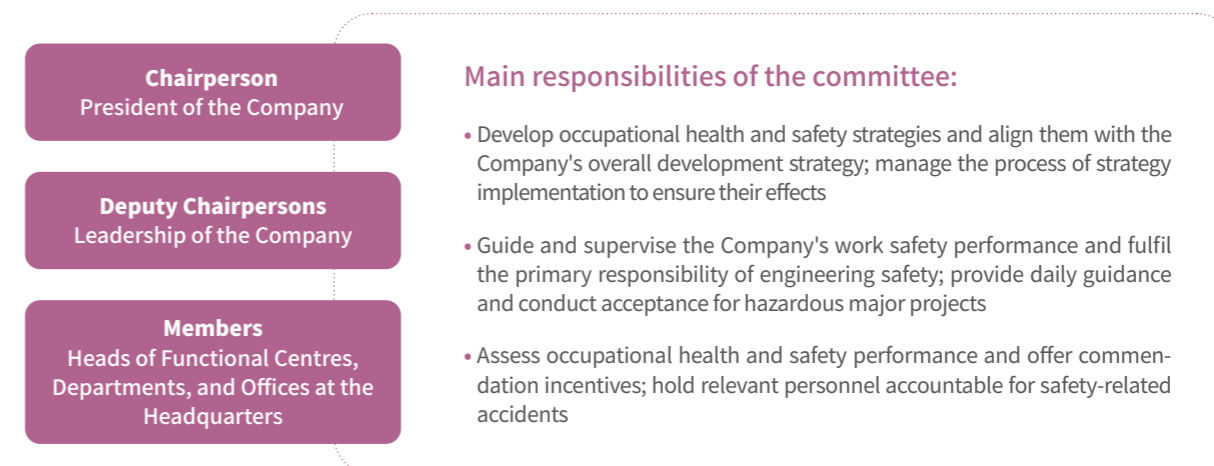 Chairperson
President of the Company
Deputy Chairpersons
Leadership of the Company
Members
Heads of Functional Centres,
Departments, and Offices at the
Headquarters
Main responsibilities of the committee:
• Develop occupational health and safety strategies and align them with the
Company's overall development strategy; manage the process of strategy
implementation to ensure their effects
• Guide and supervise the Company's work safety performance and fulfil
the primary responsibility of engineering safety; provide daily guidance
and conduct acceptance for hazardous major projects
• Assess occupational health and safety performance and offer commen-
dation incentives; hold relevant personnel accountable for safety-related
accidents